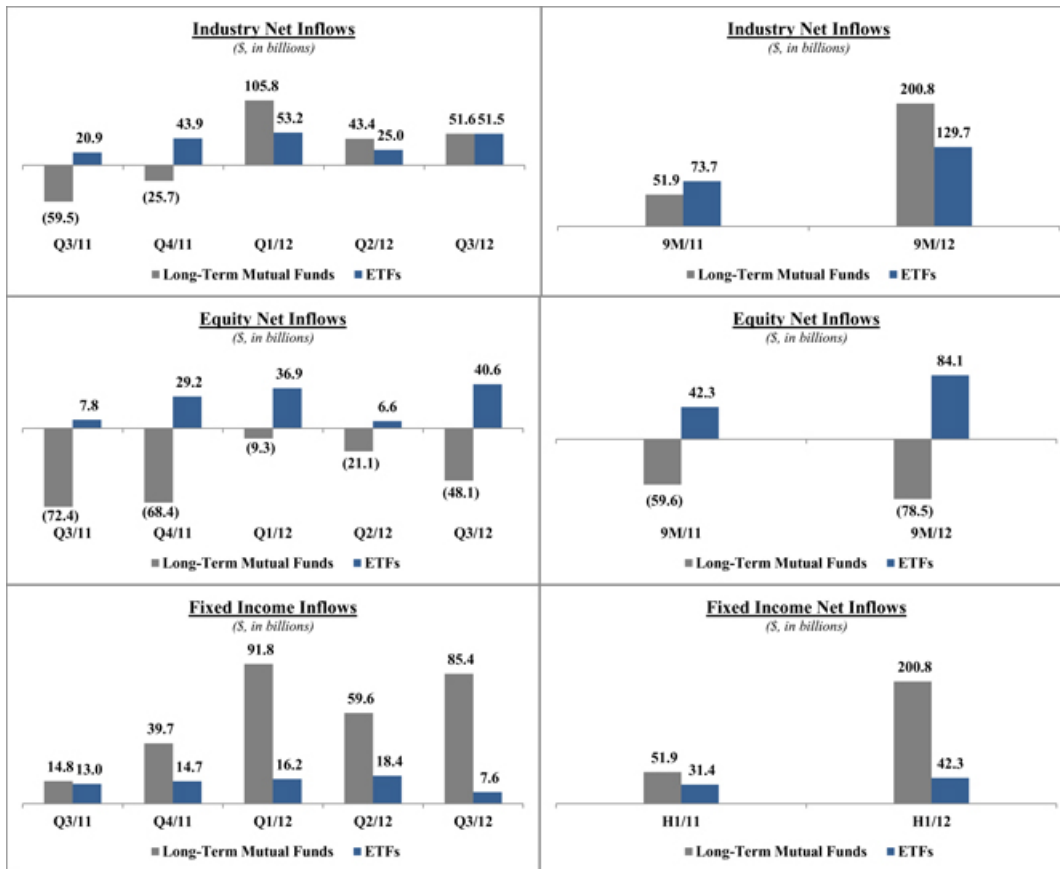 Industry Net Inflows
($, in billions)
105.8
53.2
51.6 51.5
43.9
43.4
20.9
25.0
(25.7)
(59.5)
Q3/11 Q4/11 Q1/12 Q2/12 Q3/12
Long-Term Mutual Funds ETFs
Industry Net Inflows
($, in billions)
200.8
129.7
73.7
51.9
9M/11 9M/12
Long-Term Mutual Funds ETFs
Equity Net Inflows
($, in billions)
40.6
36.9
29.2
7.8
6.6
(9.3)
(21.1)
(48.1)
(68.4)
(72.4)
Q3/11 Q4/11 Q1/12 Q2/12 Q3/12
Long-Term Mutual Funds ETFs
Equity Net Inflows
($, in billions)
84.1
42.3
(59.6)
(78.5)
9M/11 9M/12
Long-Term Mutual Funds ETFs
Fixed Income Inflows
($, in billions)
91.8
85.4
59.6
39.7
14.8 13.0
14.7
16.2
18.4
7.6
Q3/11 Q4/11 Q1/12 Q2/12 Q3/12
Long-Term Mutual Funds ETFs
Fixed Income Net Inflows
($, in billions)
200.8
51.9
31.4
42.3
H1/11 H1/12
Long-Term Mutual Funds ETFs